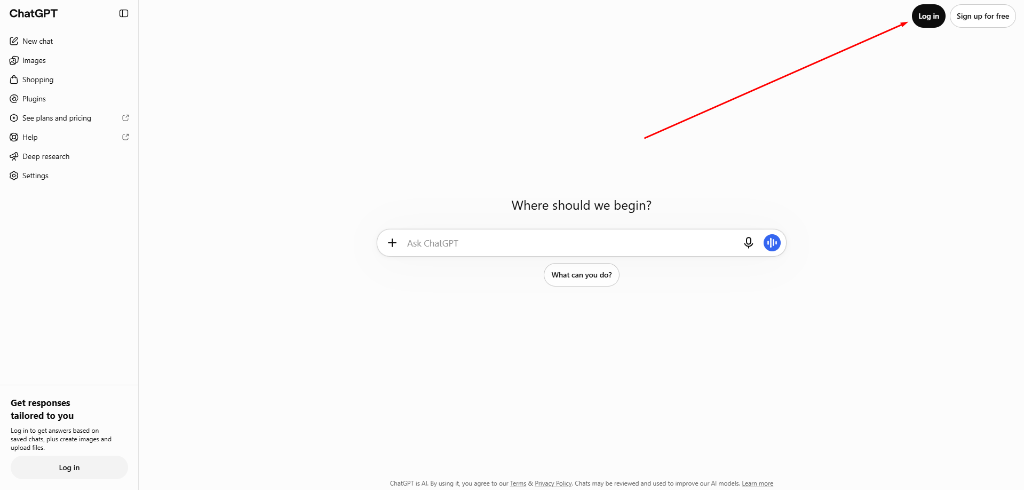 ChatGPT
New chat
Images
Shopping
Plugins
See plans and pricing
Help
Deep research
Settings
Get responses
tailored to you
Log in to get answers based on
saved chats, plus create images and
upload files.
Log in
Log in
Sign up for free
Where should we begin?
Ask ChatGPT
What can you do?
ChatGPT is AI. By using it, you agree to our Terms & Privacy Policy. Chats may be reviewed and used to improve our AI models. Learn more